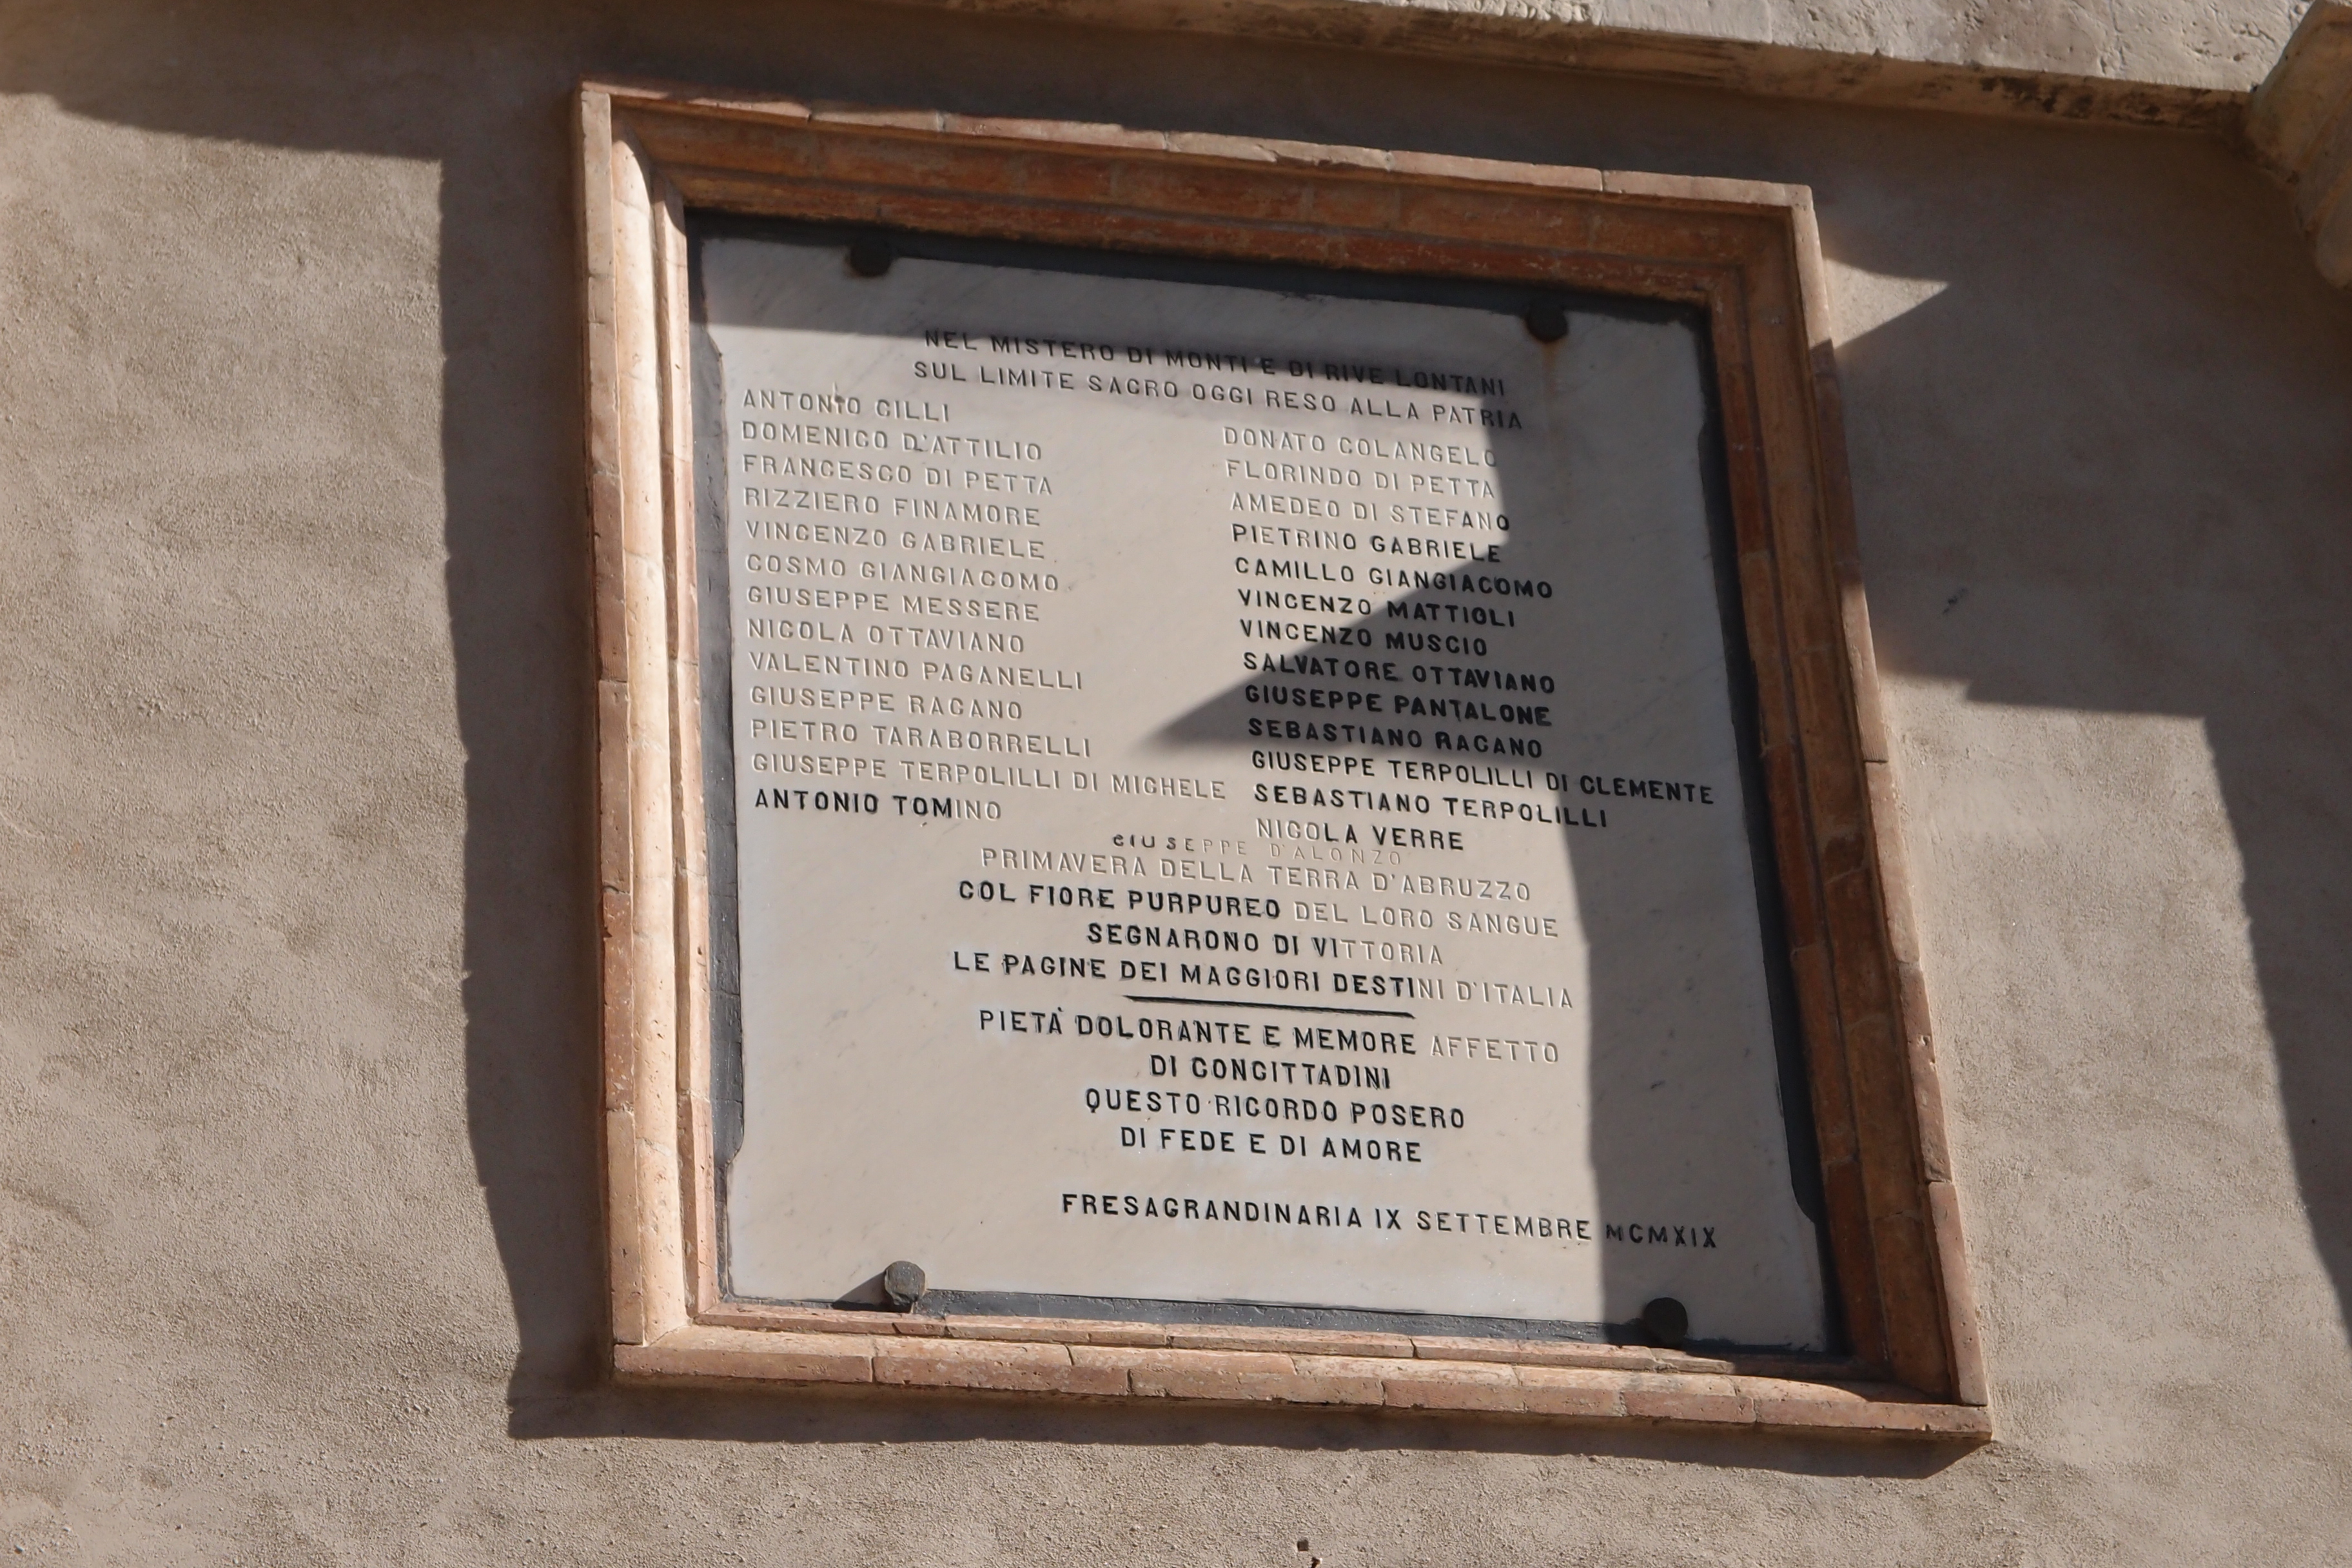 NEL MISTERO DI MONTI E DI RIVE LONTANI
SUL LIMITE SACRO OGGI RESO ALLA PATRIA
ANTONIO CILLI
DOMENICO D'ATTILIO
FRANCESCO DI PETTA
RIZZIERO FINAMORE
VINCENZO GABRIELE
COSMO GIANGIACOMO
GIUSEPPE MESSERE
NICOLA OTTAVIANO
VALENTINO PAGANELLI
GIUSEPPE RACANO
PIETRO TARABORRELLI
GIUSEPPE TERPOLILLI DI MICHELE
ANTONIO TOMINO
DONATO COLANGELO
FLORINDO DI PETTA
AMEDEO DI STEFANO
PIETRINO GABRIELE
CAMILLO GIANGIACOMO
VINCENZO MATTIOLI
VINCENZO MUSCIO
SALVATORE OTTAVIANO
GIUSEPPE PANTALONE
SEBASTIANO RACANO
GIUSEPPE TERPOLILLI DI CLEMENTE
SEBASTIANO TERPOLILLI
NICOLA VERRE
GIUSEPPE D'ALONZO
PRIMAVERA DELLA TERRA D'ABRUZZO
COL FIORE PURPUREO DEL LORO SANGUE
SEGNARONO DI VITTORIA
LE PAGINE DEI MAGGIORI DESTINI D'ITALIA
PIETÀ DOLORANTE E MEMORE AFFETTO
DI CONCITTADINI
QUESTO RICORDO POSERO
DI FEDE E DI AMORE
FRESAGRANDINARIA IX SETTEMBRE MCMXIX